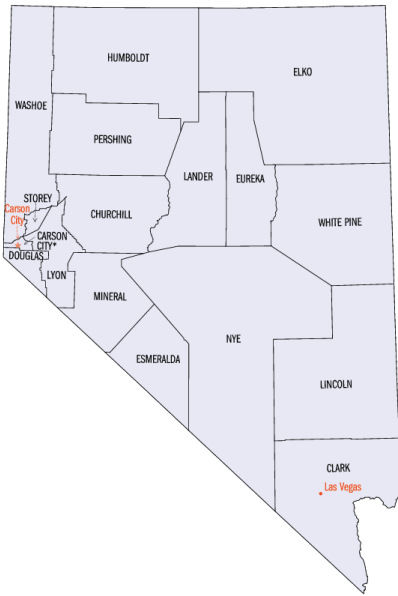 HUMBOLDT
ELKO
WASHOE
PERSHING
LANDER
EUREKA
STOREY
Carson
City
CHURCHILL
WHITE PINE
CARSON
CITY*
DOUGLAS
LYON
MINERAL
NYE
ESMERALDA
LINCOLN
CLARK
Las Vegas